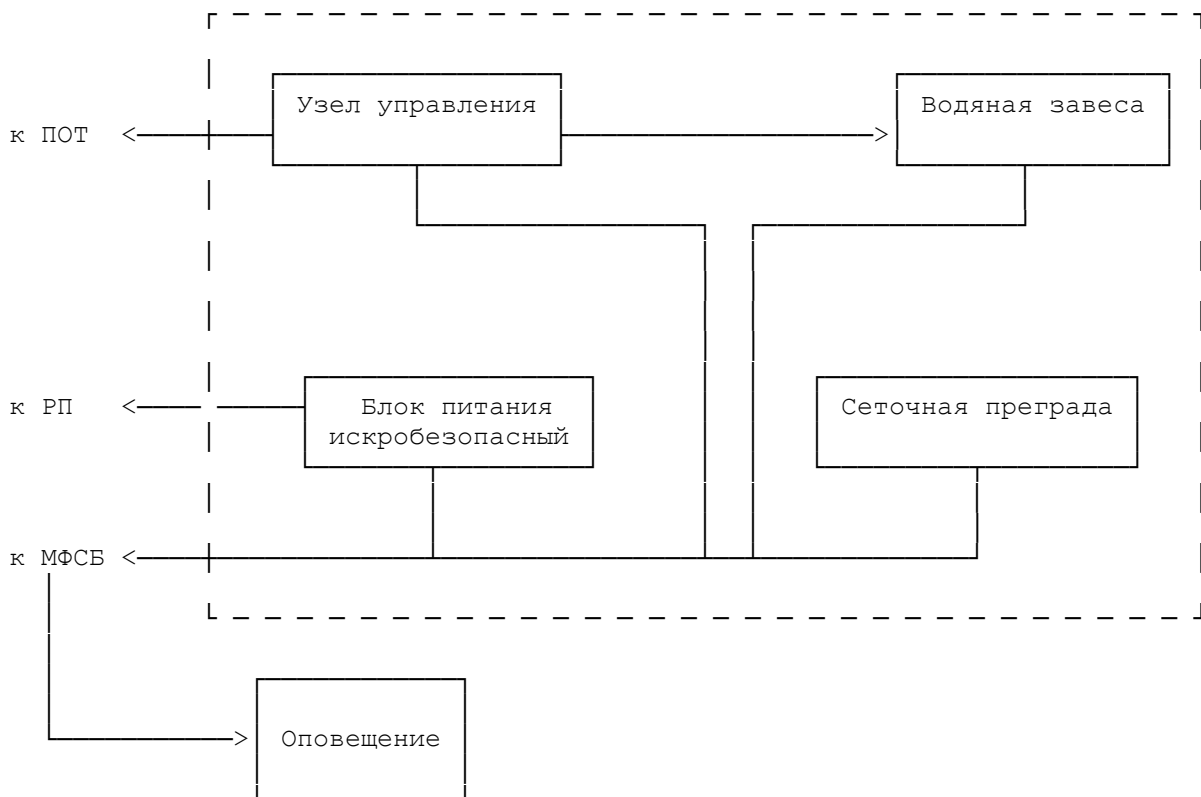 Узел управления
Водяная завеса
к ПОТ
Блок питания
искробезопасный
Сеточная преграда
к РП
к МФСБ
Оповещение